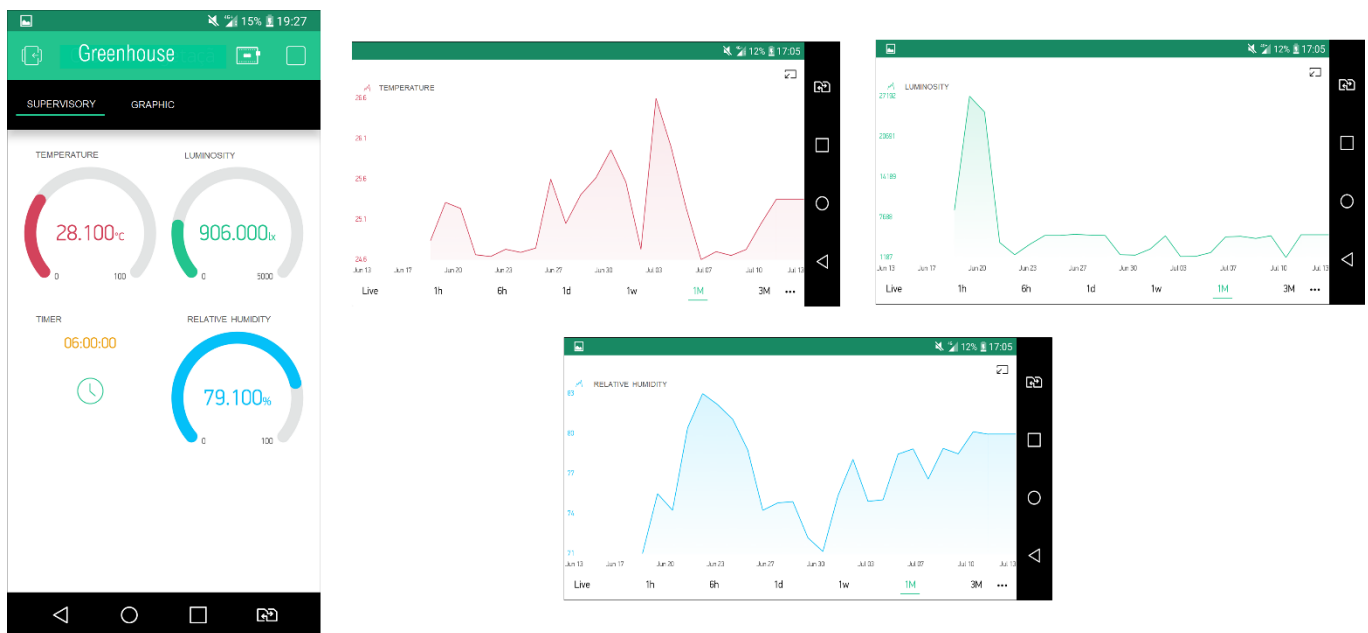 15% 19:27
Greenhouse
SUPERVISORY GRAPHIC
TEMPERATURE LUMINOSITY
28.100°C 906.000lx
0 100 0 5000
TIMER RELATIVE HUMIDITY
06:00:00
79.100%
0 100
12% 17:05
TEMPERATURE
26.6
26.1
25.6
25.1
24.6
Jun 13 Jun 17 Jun 20 Jun 23 Jun 27 Jun 30 Jul 03 Jul 07 Jul 10 Jul 13
Live 1h 6h 1d 1w 1M 3M
12% 17:05
LUMINOSITY
27192
20691
14189
7688
1187
Jun 13 Jun 17 Jun 20 Jun 23 Jun 27 Jun 30 Jul 03 Jul 07 Jul 10 Jul 13
Live 1h 6h 1d 1w 1M 3M
12% 17:05
RELATIVE HUMIDITY
83
80
77
74
71
Jun 13 Jun 17 Jun 20 Jun 23 Jun 27 Jun 30 Jul 03 Jul 07 Jul 10 Jul 13
Live 1h 6h 1d 1w 1M 3M